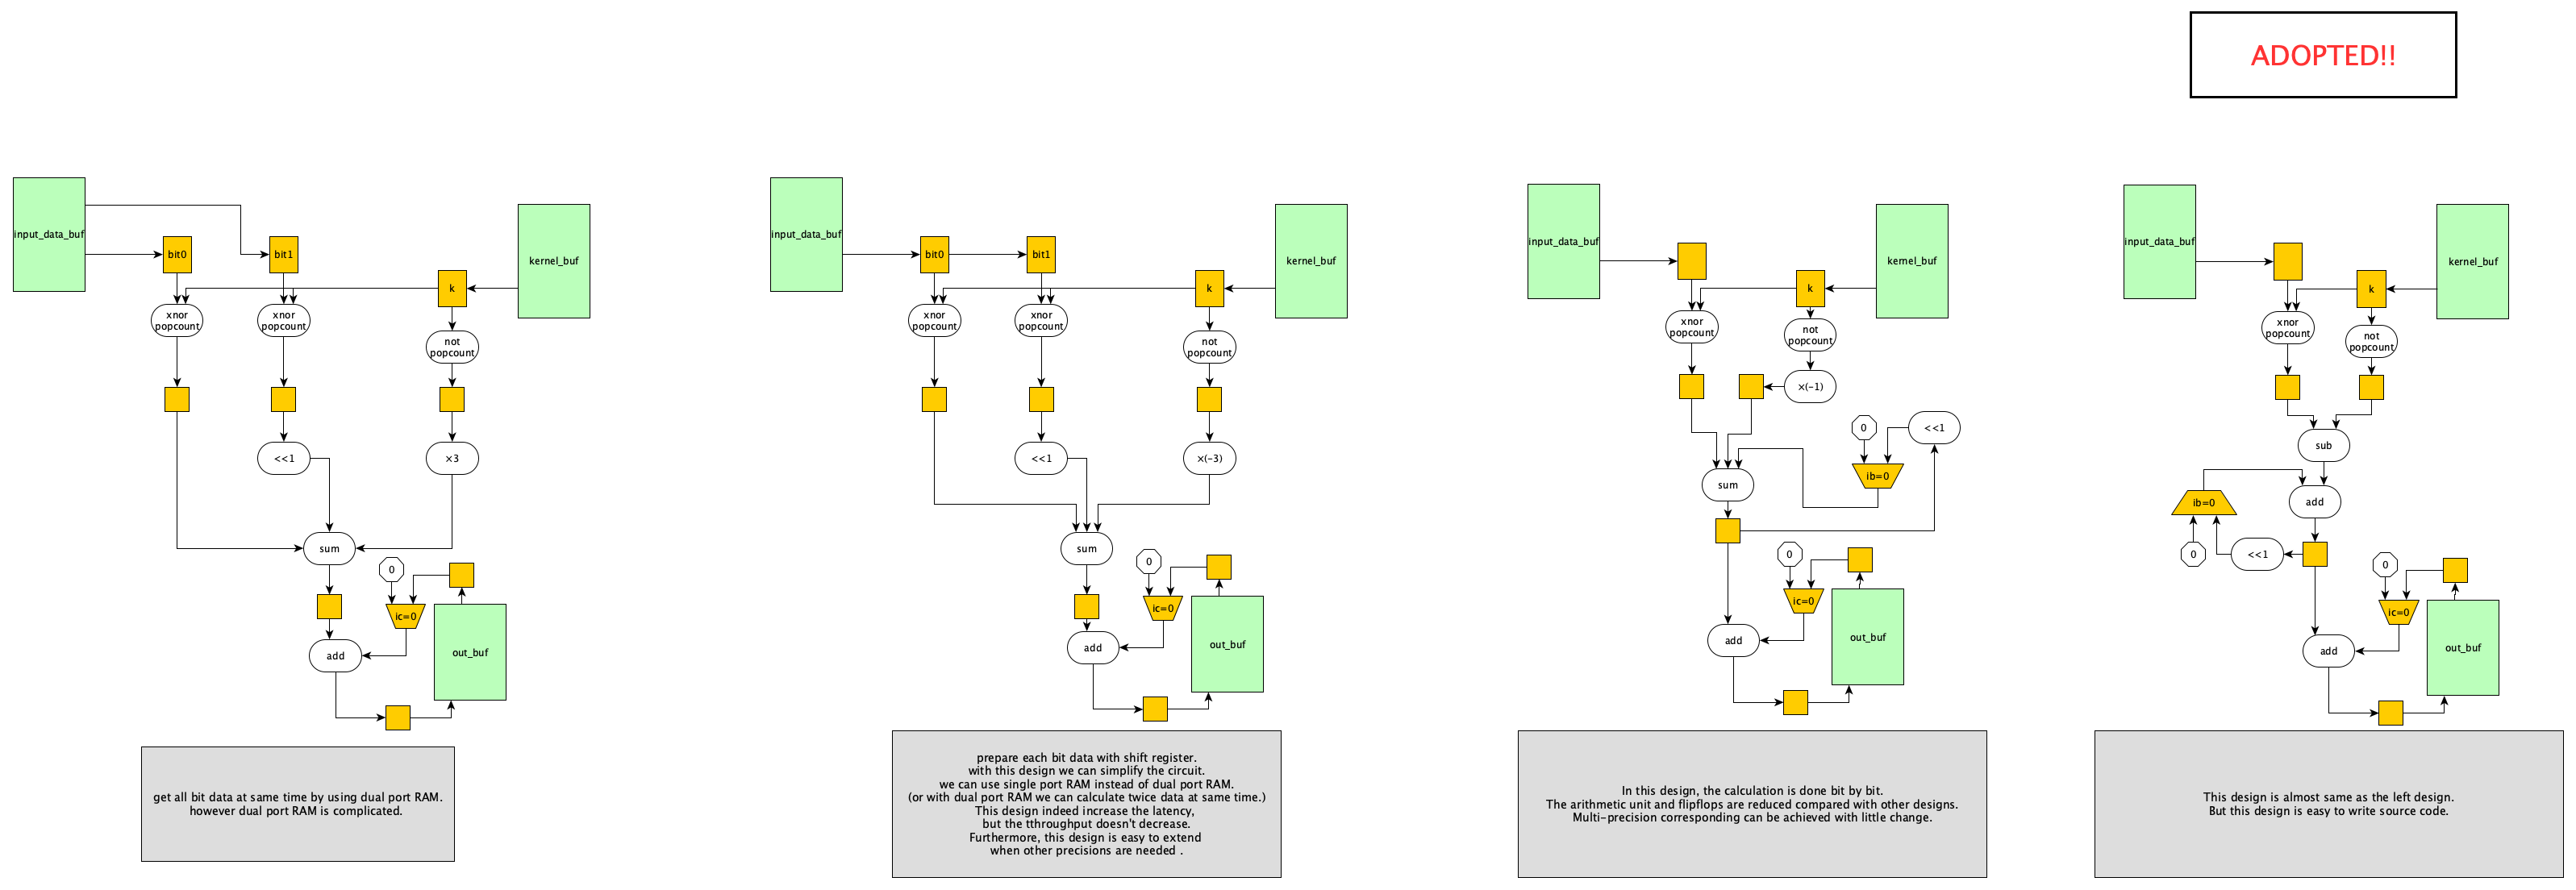 ADOPTED!!
input_data_buf
bit0
bit1
kernel_buf
k
xnor
popcount
xnor
popcount
not
popcount
<<1
×3
sum
0
ic=0
add
out_buf
get all bit data at same time by using dual port RAM.
however dual port RAM is complicated.
input_data_buf
bit0
bit1
kernel_buf
k
xnor
popcount
xnor
popcount
not
popcount
<<1
×(-3)
sum
0
ic=0
add
out_buf
prepare each bit data with shift register.
with this design we can simplify the circuit.
we can use single port RAM instead of dual port RAM.
(or with dual port RAM we can calculate twice data at same time.)
This design indeed increase the latency,
but the tthroughput doesn't decrease.
Furthermore, this design is easy to extend
when other precisions are needed .
input_data_buf
kernel_buf
k
xnor
popcount
not
popcount
×(-1)
0
<<1
ib=0
sum
0
ic=0
add
out_buf
In this design, the calculation is done bit by bit.
The arithmetic unit and flipflops are reduced compared with other designs.
Multi-precision corresponding can be achieved with little change.
input_data_buf
kernel_buf
k
xnor
popcount
not
popcount
sub
ib=0
add
0
<<1
0
ic=0
add
out_buf
This design is almost same as the left design.
But this design is easy to write source code.